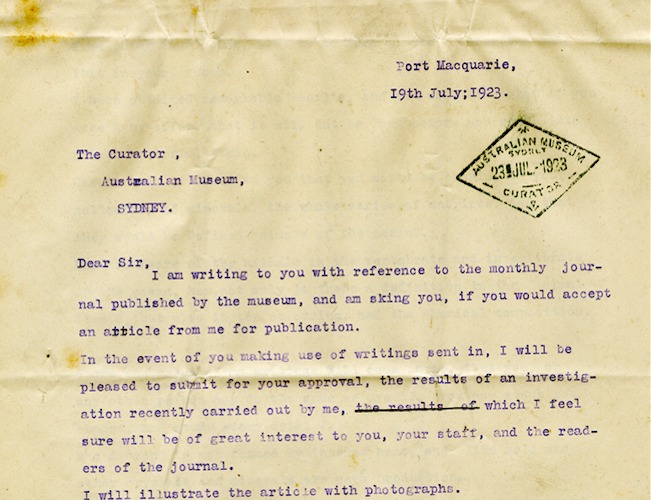 Port Macquarie,
19th July;1923.
AUSTRALIAN MUSEUM
SYDNEY
23 JUL. 1923
CURATOR
The Curator ,
Australian Museum,
SYDNEY.
Dear Sir,
I am writing to you with reference to the monthly jour-
nal published by the museum, and am sking you, if you would accept
an atticle from me for publication.
In the event of you making use of writings sent in, I will be
pleased to submit for your approval, the results of an investig-
ation recently carried out by me, the results of which I feel
sure will be of great interest to you, your staff, and the read-
ers of the journal.
I will illustrate the article with photographs.